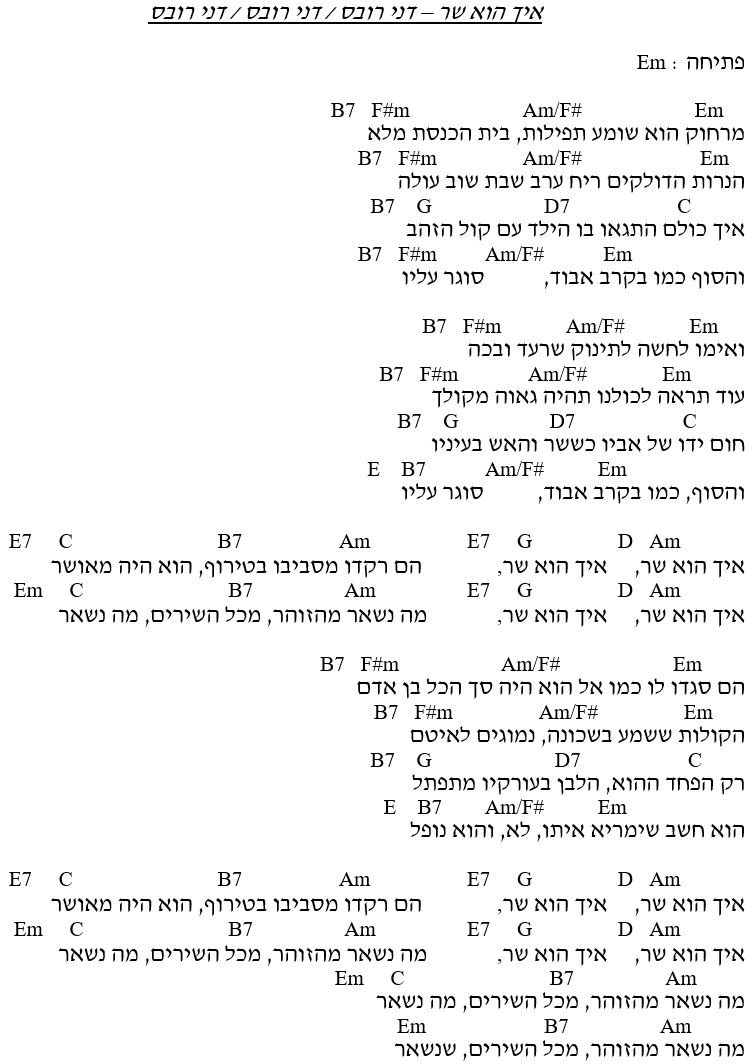 איך הוא שר – דני רובס / דני רובס / דני רובס
פתיחה : Em
Em Am/F# F#m B7
מרחוק הוא שומע תפילות, בית הכנסת מלא
Em Am/F# F#m B7
הנרות הדולקים ריח ערב שבת שוב עולה
C D7 G B7
איך כולם התגאו בו הילד עם קול הזהב
Em Am/F# F#m B7
והסוף כמו בקרב אבוד, סוגר עליו
Em Am/F# F#m B7
ואימו לחשה לתינוק שרעד ובכה
Em Am/F# F#m B7
עוד תראה לכולנו תהיה גאוה מקולך
C D7 G B7
חום ידו של אביו כששר והאש בעיניו
Em Am/F# B7 E
והסוף, כמו בקרב אבוד, סוגר עליו
Am D G E7 Am B7 C E7
איך הוא שר, איך הוא שר, הם רקדו מסביבו בטירוף, הוא היה מאושר
Am D G E7 Am B7 C Em
איך הוא שר, איך הוא שר, מה נשאר מהזוהר, מכל השירים, מה נשאר
Em Am/F# F#m B7
הם סגדו לו כמו אל הוא היה סך הכל בן אדם
Em Am/F# F#m B7
הקולות ששמע בשכונה, נמוגים לאיטם
C D7 G B7
רק הפחד ההוא, הלבן בעורקיו מתפתל
Em Am/F# B7 E
הוא חשב שימריא איתו, לא, והוא נופל
Am D G E7 Am B7 C E7
איך הוא שר, איך הוא שר, הם רקדו מסביבו בטירוף, הוא היה מאושר
Am D G E7 Am B7 C Em
איך הוא שר, איך הוא שר, מה נשאר מהזוהר, מכל השירים, מה נשאר
Am B7 C Em
מה נשאר מהזוהר, מכל השירים, מה נשאר
Am B7 Em
מה נשאר מהזוהר, מכל השירים, שנשאר